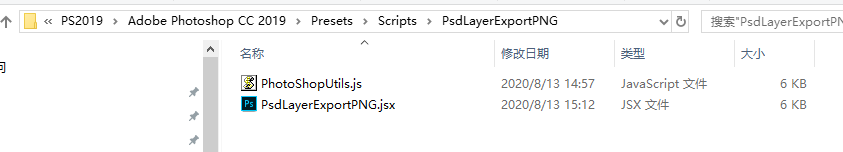 « PS2019 › Adobe Photoshop CC 2019 › Presets › Scripts › PsdLayerExportPNG 搜索"PsdLayerExportPN
名称 修改日期 类型 大小
PhotoShopUtils.js 2020/8/13 14:57 JavaScript 文件 6 KB
PsdLayerExportPNG.jsx 2020/8/13 15:12 JSX 文件 6 KB